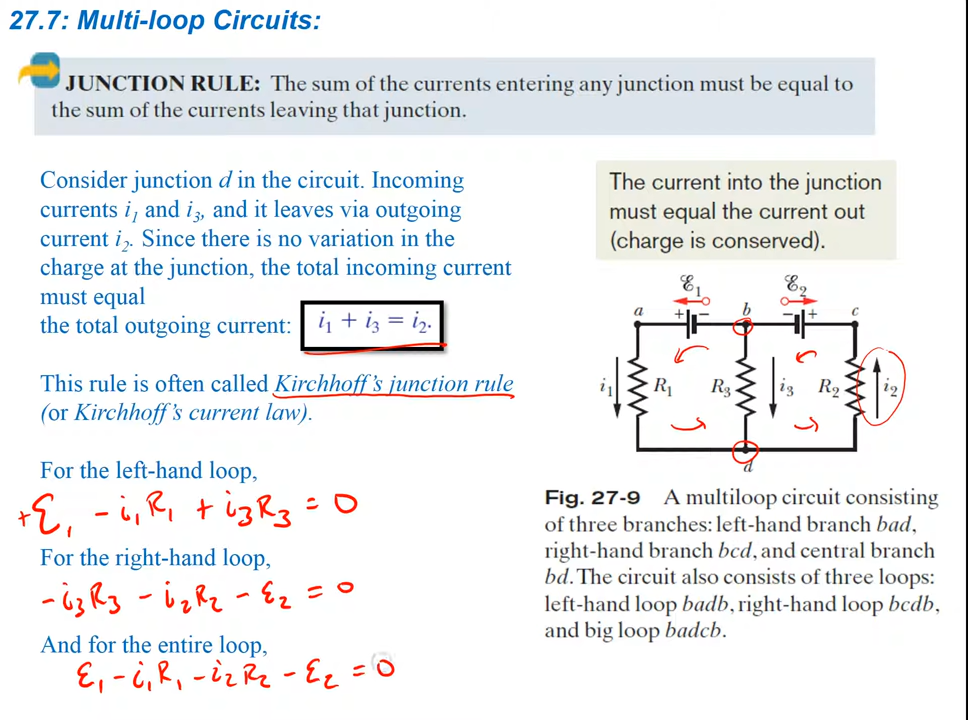 27.7: Multi-loop Circuits:
JUNCTION RULE: The sum of the currents entering any junction must be equal to
the sum of the currents leaving that junction.
Consider junction d in the circuit. Incoming
currents i₁ and i₃, and it leaves via outgoing
current i₂. Since there is no variation in the
charge at the junction, the total incoming current
must equal
the total outgoing current: i₁ + i₃ = i₂.
This rule is often called Kirchhoff's junction rule
(or Kirchhoff's current law).
For the left-hand loop,
+ℰ₁ - i₁R₁ + i₃R₃ = 0
For the right-hand loop,
-i₃R₃ - i₂R₂ - ℰ₂ = 0
And for the entire loop,
ℰ₁ - i₁R₁ - i₂R₂ - ℰ₂ = 0
The current into the junction
must equal the current out
(charge is conserved).
ℰ₁ ℰ₂
a + − b − + c
i₁ R₁ R₃ i₃ R₂ i₂
d
Fig. 27-9 A multiloop circuit consisting
of three branches: left-hand branch bad,
right-hand branch bcd, and central branch
bd. The circuit also consists of three loops:
left-hand loop badb, right-hand loop bcdb,
and big loop badcb.